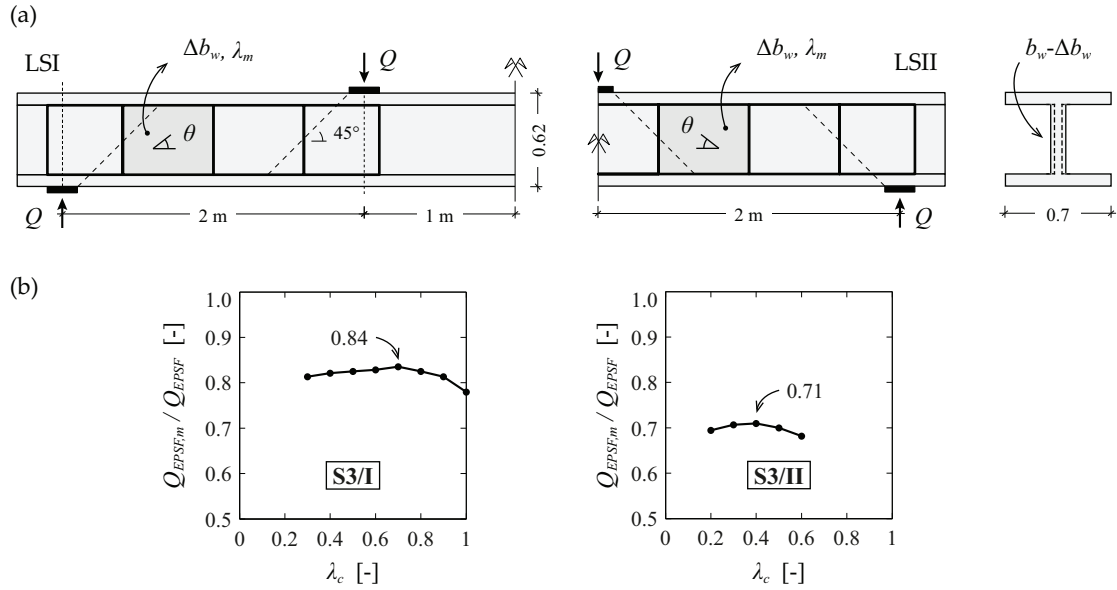 (a)
LSI
Δb_w, λ_m
Q
θ
45°
0.62
Q
2 m
1 m
Q
Δb_w, λ_m
LSII
θ
2 m
Q
b_w-Δb_w
0.7
(b)
Q_EPSF,m / Q_EPSF [-]
1.0
0.9
0.8
0.7
0.6
0.5
0.84
S3/I
0 0.2 0.4 0.6 0.8 1
λ_c [-]
Q_EPSF,m / Q_EPSF [-]
1.0
0.9
0.8
0.7
0.6
0.5
0.71
S3/II
0 0.2 0.4 0.6 0.8 1
λ_c [-]